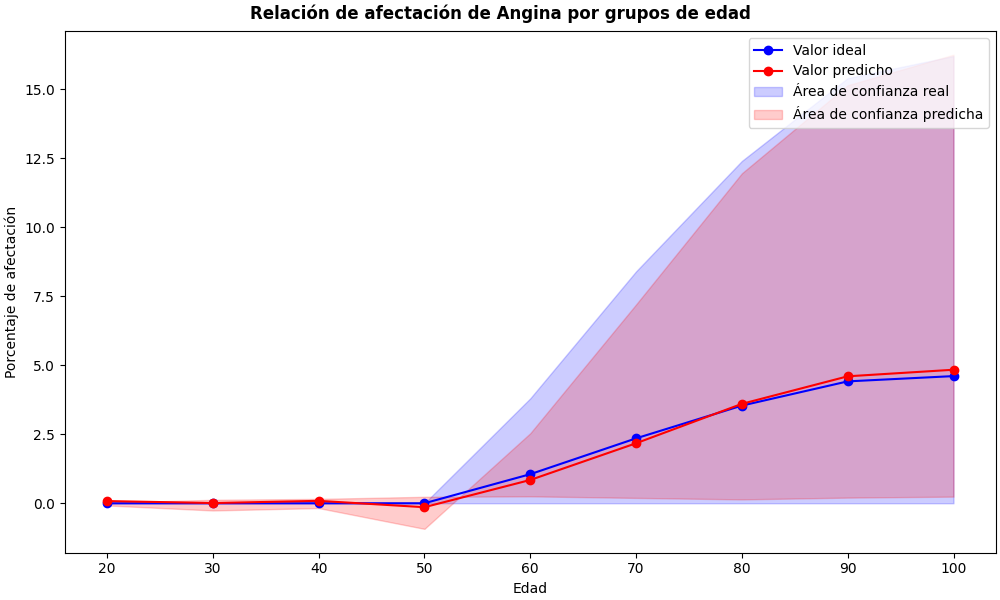 Relación de afectación de Angina por grupos de edad
Valor ideal
Valor predicho
Área de confianza real
Área de confianza predicha
Porcentaje de afectación
15.0
12.5
10.0
7.5
5.0
2.5
0.0
20 30 40 50 60 70 80 90 100
Edad